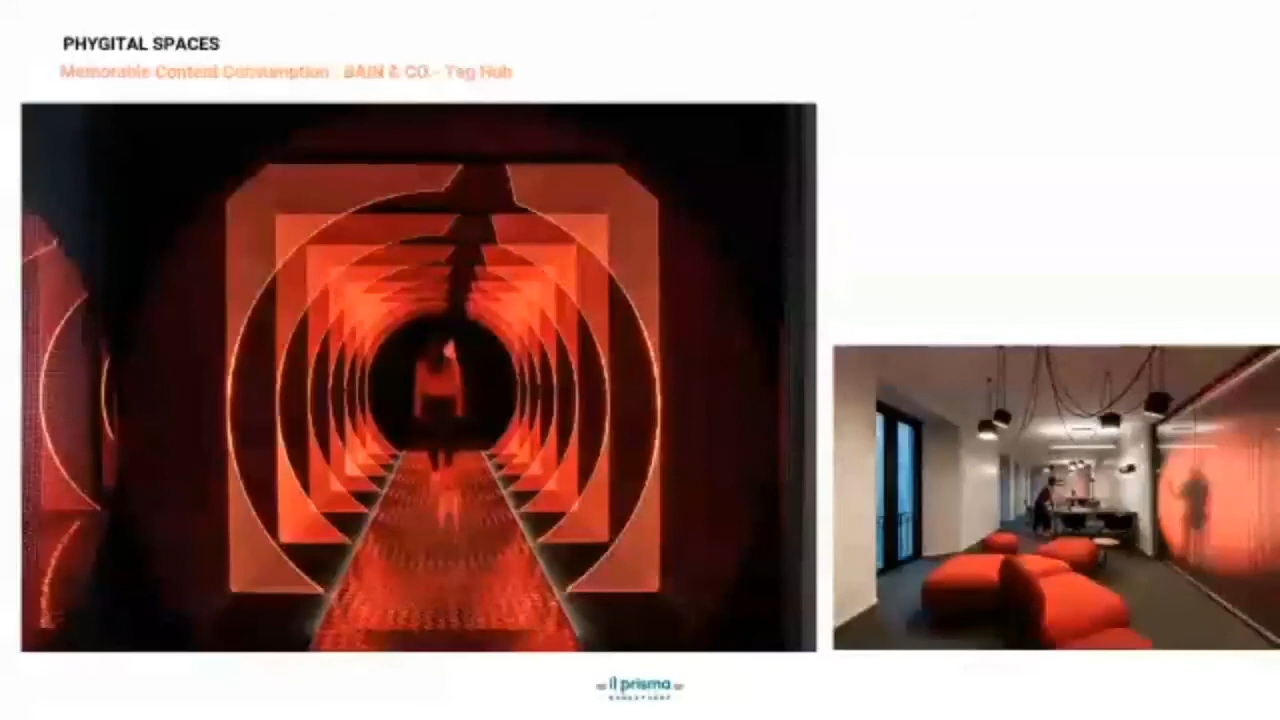 PHYGITAL SPACES
Memorable Content Consumption : BAIN & CO.- Tag Hub
il prisma